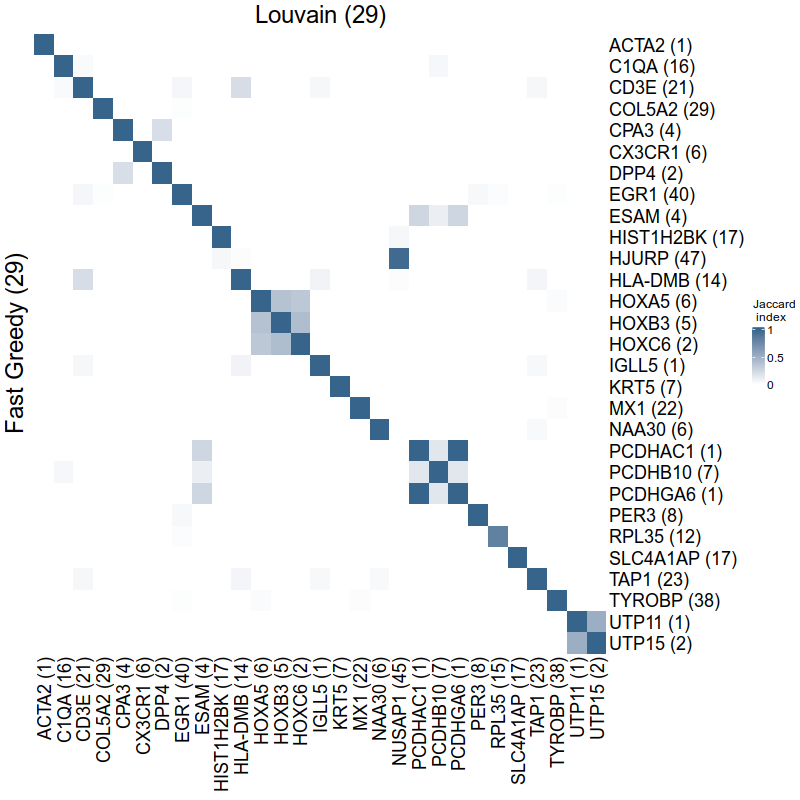 Louvain (29)
Fast Greedy (29)
ACTA2 (1)
C1QA (16)
CD3E (21)
COL5A2 (29)
CPA3 (4)
CX3CR1 (6)
DPP4 (2)
EGR1 (40)
ESAM (4)
HIST1H2BK (17)
HJURP (47)
HLA-DMB (14)
HOXA5 (6)
HOXB3 (5)
HOXC6 (2)
IGLL5 (1)
KRT5 (7)
MX1 (22)
NAA30 (6)
PCDHAC1 (1)
PCDHB10 (7)
PCDHGA6 (1)
PER3 (8)
RPL35 (12)
SLC4A1AP (17)
TAP1 (23)
TYROBP (38)
UTP11 (1)
UTP15 (2)
Jaccard
index
1
0.5
0
ACTA2 (1)
C1QA (16)
CD3E (21)
COL5A2 (29)
CPA3 (4)
CX3CR1 (6)
DPP4 (2)
EGR1 (40)
ESAM (4)
HIST1H2BK (17)
HLA-DMB (14)
HOXA5 (6)
HOXB3 (5)
HOXC6 (2)
IGLL5 (1)
KRT5 (7)
MX1 (22)
NAA30 (6)
NUSAP1 (45)
PCDHAC1 (1)
PCDHB10 (7)
PCDHGA6 (1)
PER3 (8)
RPL35 (15)
SLC4A1AP (17)
TAP1 (23)
TYROBP (38)
UTP11 (1)
UTP15 (2)